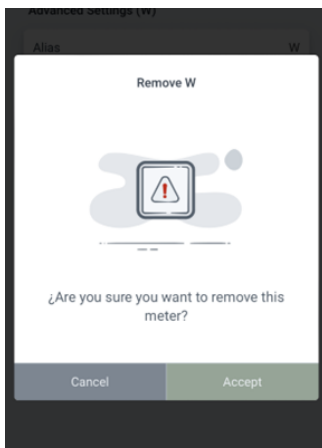 Advanced Settings (W)
Alias W
Remove W
¿Are you sure you want to remove this
meter?
Cancel Accept